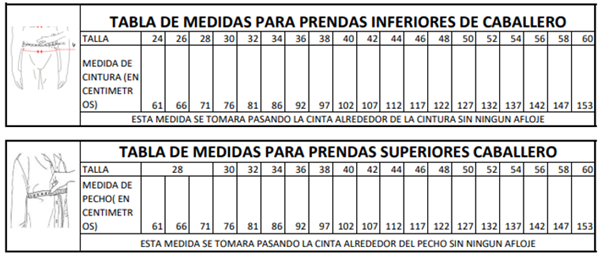 TABLA DE MEDIDAS PARA PRENDAS INFERIORES DE CABALLERO
TALLA 24 26 28 30 32 34 36 38 40 42 44 46 48 50 52 54 56 58 60
MEDIDA DE
CINTURA (EN
CENTIMETR
OS) 61 66 71 76 81 86 92 97 102 107 112 117 122 127 132 137 142 147 153
ESTA MEDIDA SE TOMARA PASANDO LA CINTA ALREDEDOR DE LA CINTURA SIN NINGUN AFLOJE
TABLA DE MEDIDAS PARA PRENDAS SUPERIORES CABALLERO
TALLA 28 30 32 34 36 38 40 42 44 46 48 50 52 54 56 58 60
MEDIDA DE
PECHO( EN
CENTIMETR
OS) 61 66 71 76 81 86 92 97 102 107 112 117 122 127 132 137 142 147 153
ESTA MEDIDA SE TOMARA PASANDO LA CINTA ALREDEDOR DEL PECHO SIN NINGUN AFLOJE